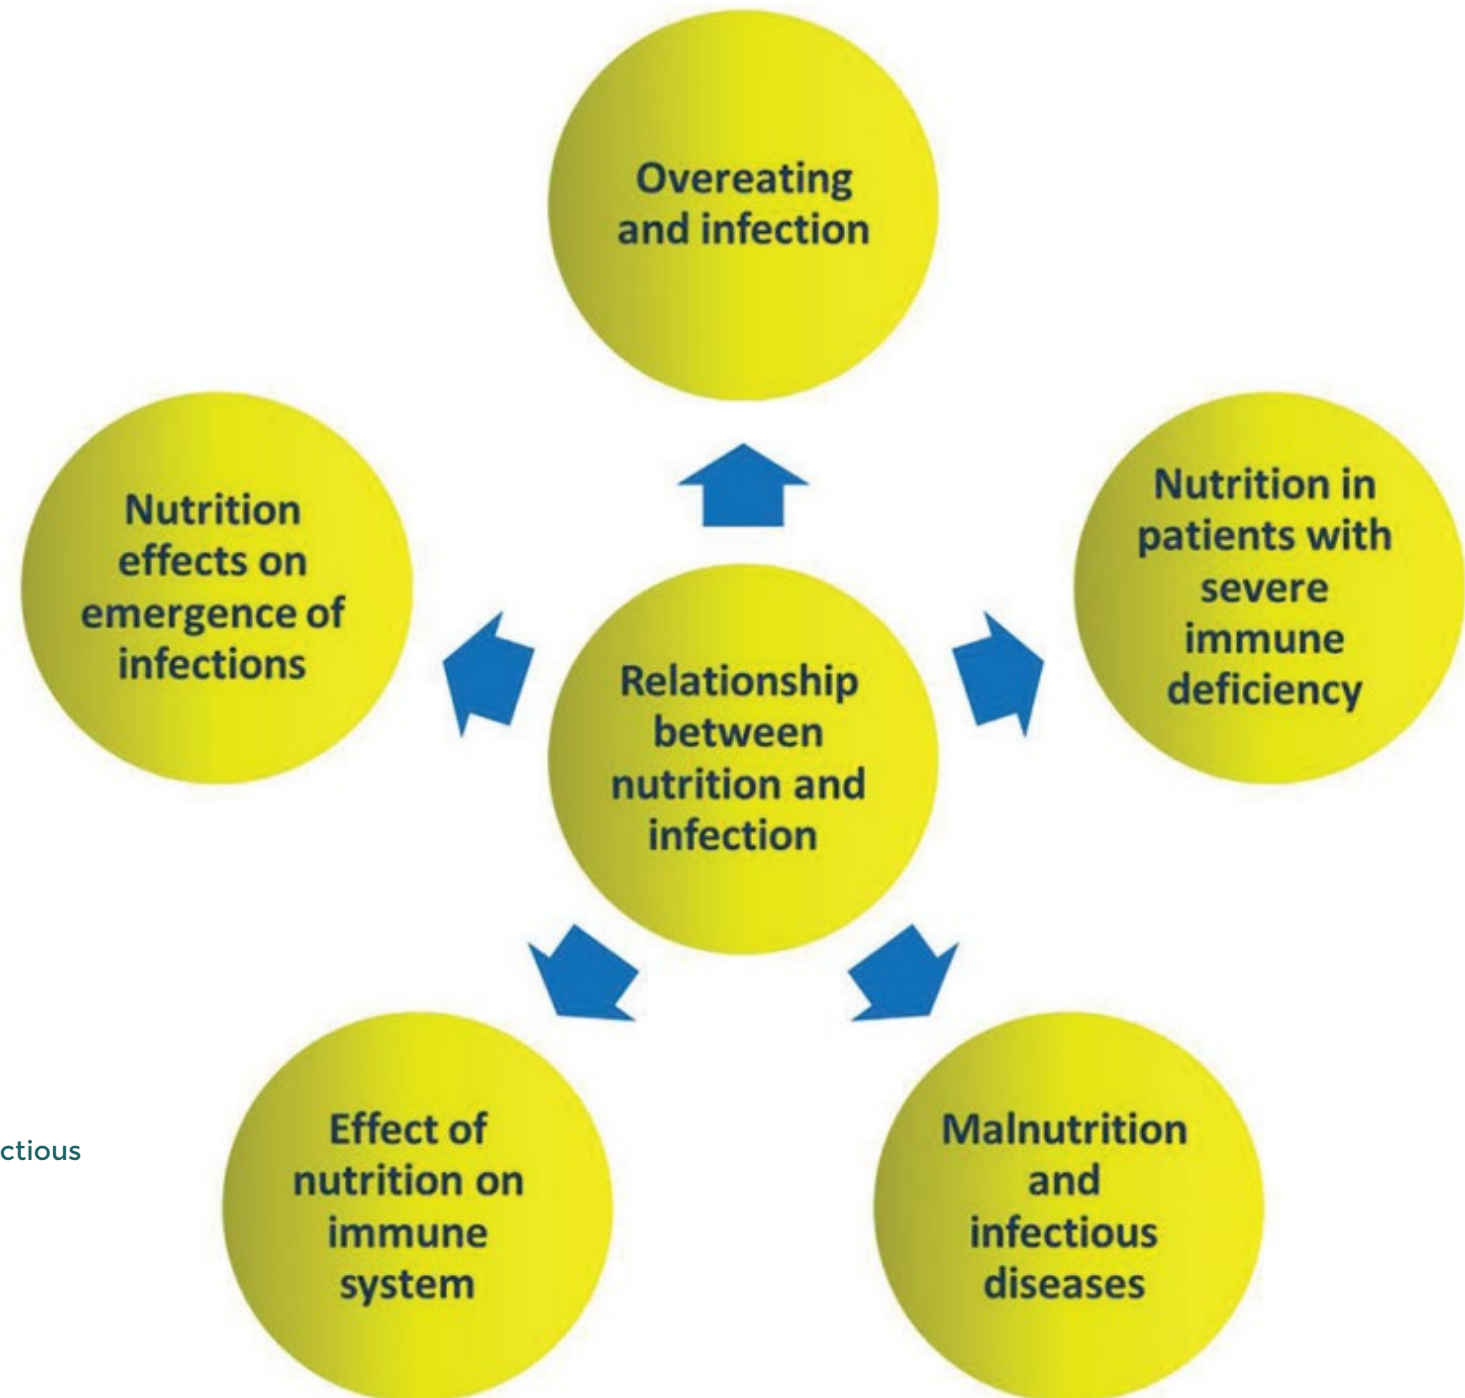 Overeating
and infection
Nutrition
effects on
emergence of
infections
Nutrition in
patients with
severe
immune
deficiency
Relationship
between
nutrition and
infection
ctious
Effect of
nutrition on
immune
system
Malnutrition
and
infectious
diseases